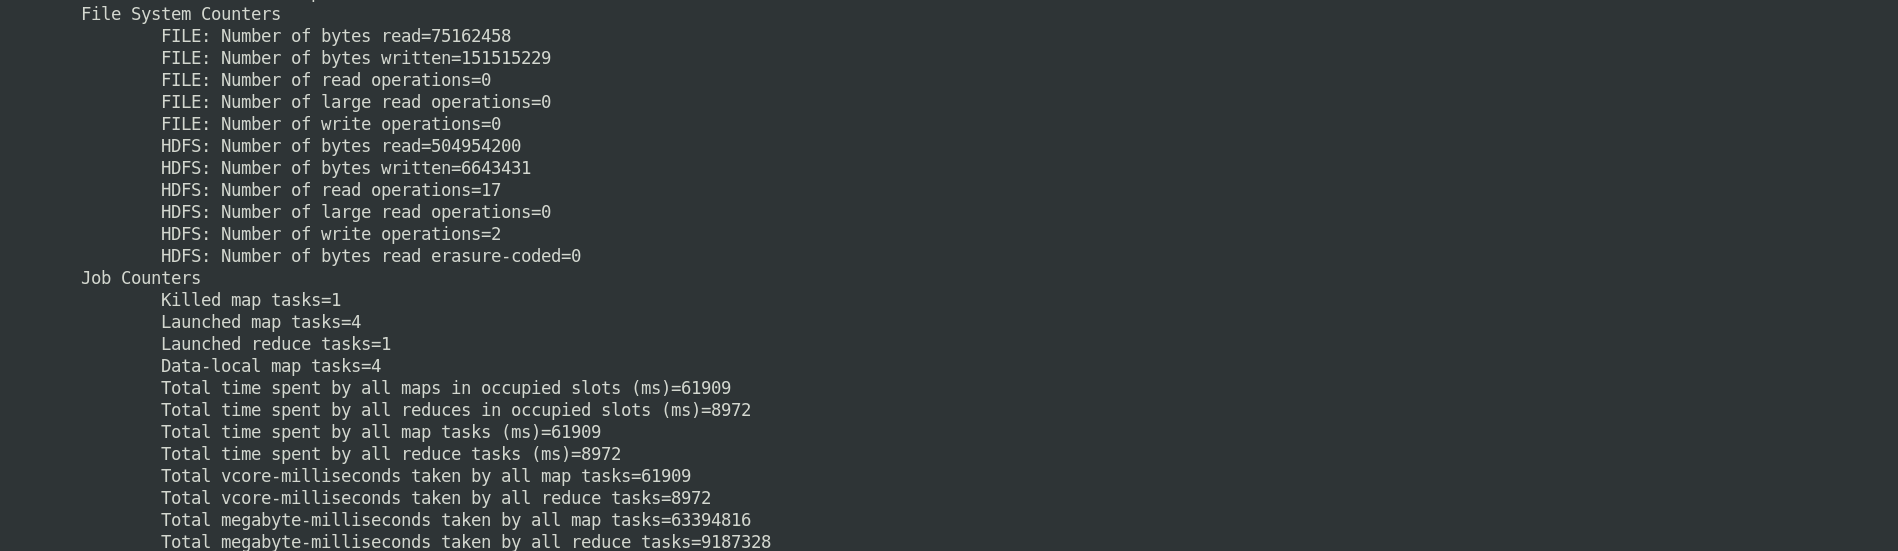 File System Counters
FILE: Number of bytes read=75162458
FILE: Number of bytes written=151515229
FILE: Number of read operations=0
FILE: Number of large read operations=0
FILE: Number of write operations=0
HDFS: Number of bytes read=504954200
HDFS: Number of bytes written=6643431
HDFS: Number of read operations=17
HDFS: Number of large read operations=0
HDFS: Number of write operations=2
HDFS: Number of bytes read erasure-coded=0
Job Counters
Killed map tasks=1
Launched map tasks=4
Launched reduce tasks=1
Data-local map tasks=4
Total time spent by all maps in occupied slots (ms)=61909
Total time spent by all reduces in occupied slots (ms)=8972
Total time spent by all map tasks (ms)=61909
Total time spent by all reduce tasks (ms)=8972
Total vcore-milliseconds taken by all map tasks=61909
Total vcore-milliseconds taken by all reduce tasks=8972
Total megabyte-milliseconds taken by all map tasks=63394816
Total megabyte-milliseconds taken by all reduce tasks=9187328